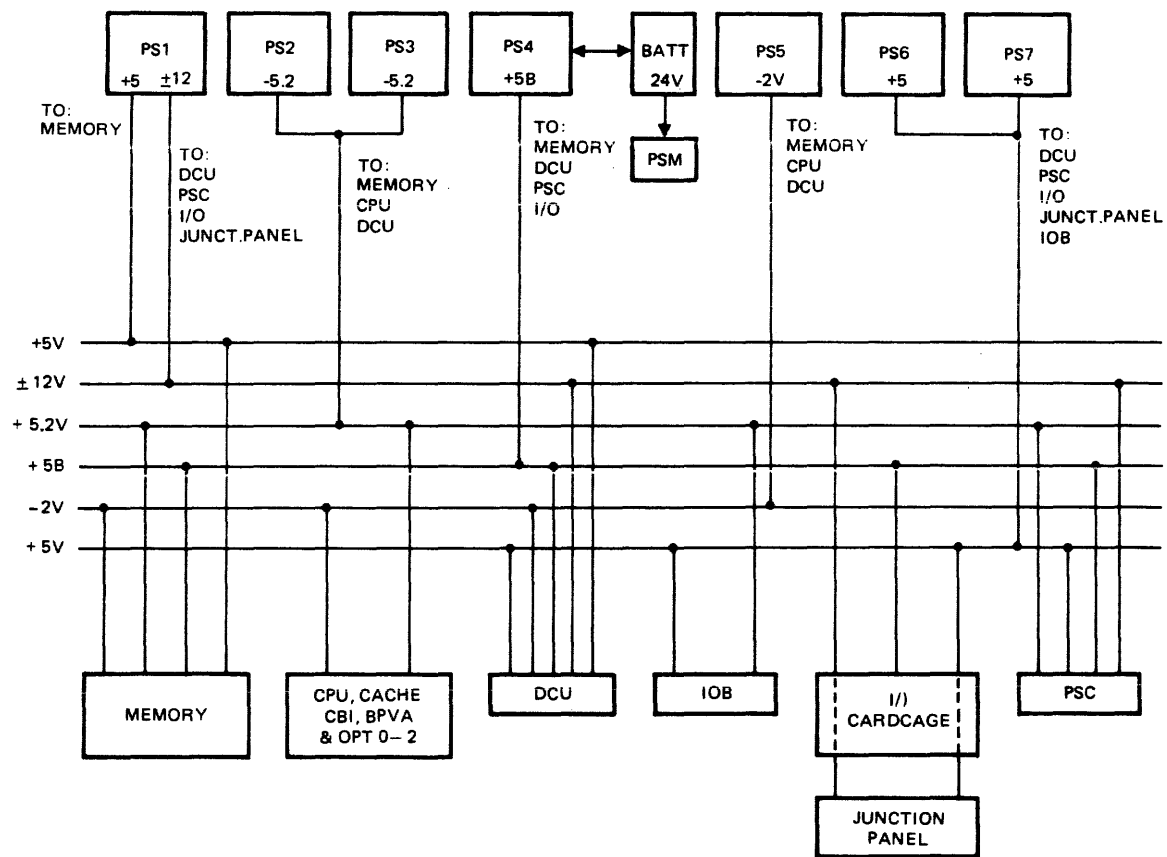 PS1
+5 ±12
PS2
-5.2
PS3
-5.2
PS4
+5B
BATT
24V
PS5
-2V
PS6
+5
PS7
+5
PSM
TO:
MEMORY
TO:
DCU
PSC
I/O
JUNCT.PANEL
TO:
MEMORY
CPU
DCU
TO:
MEMORY
DCU
PSC
I/O
TO:
MEMORY
CPU
DCU
TO:
DCU
PSC
I/O
JUNCT.PANEL
IOB
+5V
±12V
+5.2V
+5B
-2V
+5V
MEMORY
CPU, CACHE
CBI, BPVA
& OPT 0-2
DCU
IOB
I/)
CARDCAGE
PSC
JUNCTION
PANEL